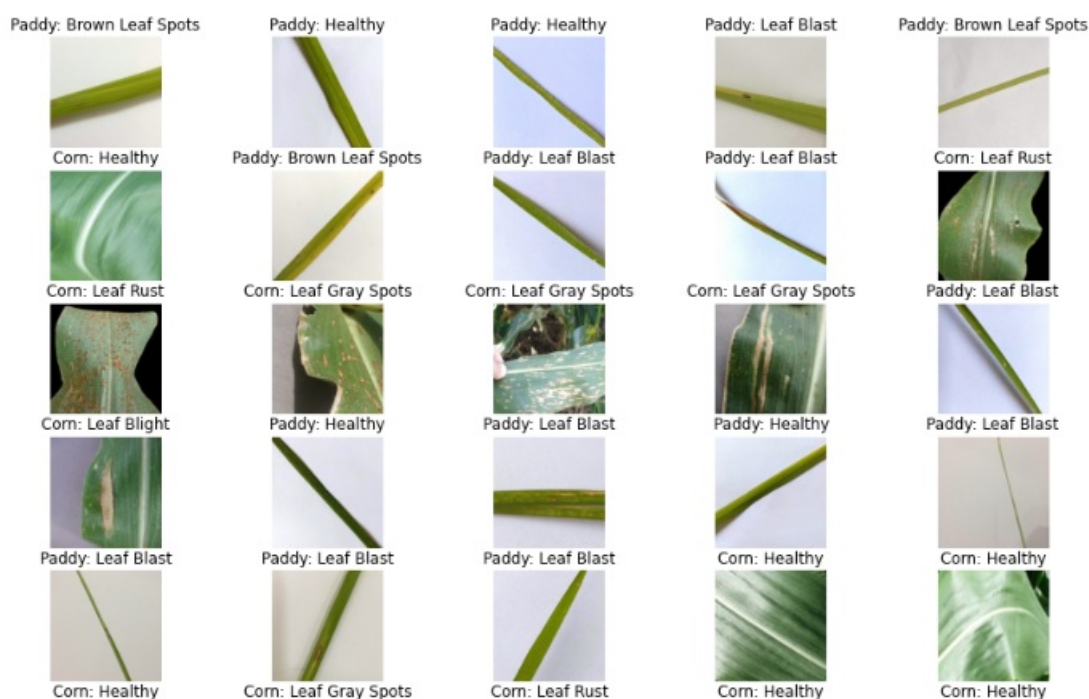 Paddy: Brown Leaf Spots
Paddy: Healthy
Paddy: Healthy
Paddy: Leaf Blast
Paddy: Brown Leaf Spots
Corn: Healthy
Paddy: Brown Leaf Spots
Paddy: Leaf Blast
Paddy: Leaf Blast
Corn: Leaf Rust
Corn: Leaf Rust
Corn: Leaf Gray Spots
Corn: Leaf Gray Spots
Corn: Leaf Gray Spots
Paddy: Leaf Blast
Corn: Leaf Blight
Paddy: Healthy
Paddy: Leaf Blast
Paddy: Healthy
Paddy: Leaf Blast
Paddy: Leaf Blast
Paddy: Leaf Blast
Paddy: Leaf Blast
Corn: Healthy
Corn: Healthy
Corn: Healthy
Corn: Leaf Gray Spots
Corn: Leaf Rust
Corn: Healthy
Corn: Healthy